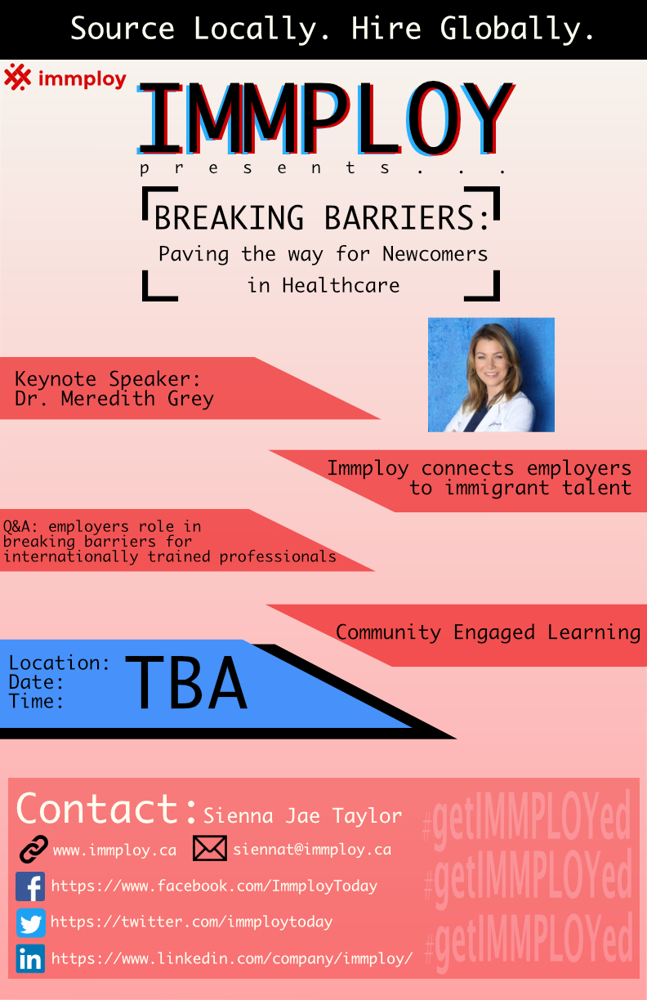 Source Locally. Hire Globally.
immploy
IMMPLOY
presents...
BREAKING BARRIERS:
Paving the way for Newcomers
in Healthcare
Keynote Speaker:
Dr. Meredith Grey
Immploy connects employers
to immigrant talent
Q&A: employers role in
breaking barriers for
internationally trained professionals
Community Engaged Learning
Location:
Date:
Time:
TBA
Contact: Sienna Jae Taylor
www.immploy.ca siennat@immploy.ca
https://www.facebook.com/ImmployToday
https://twitter.com/immploytoday
https://www.linkedin.com/company/immploy/
#getIMMPLOYed
#getIMMPLOYed
#getIMMPLOYed